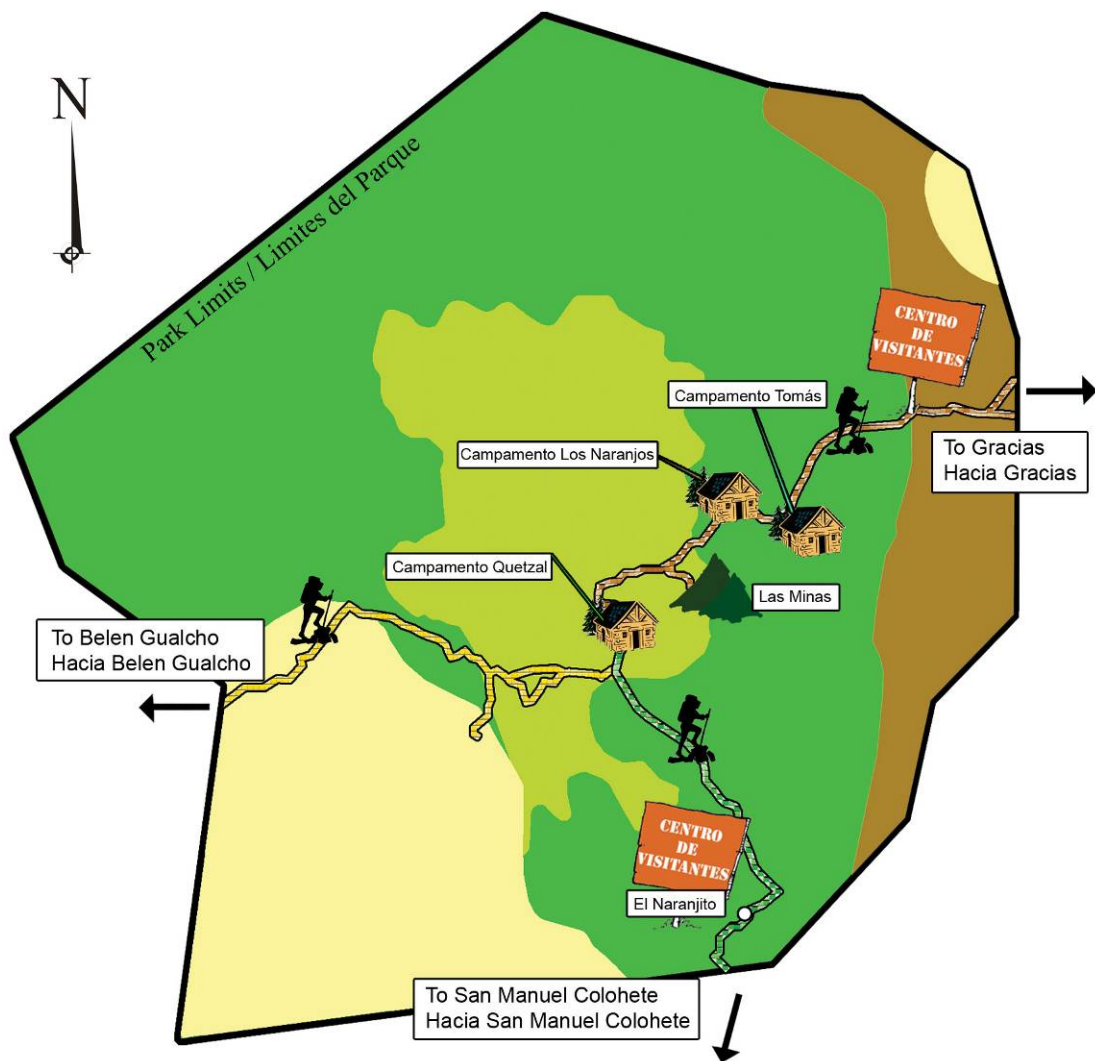 N
Park Limits / Limites del Parque
CENTRO
DE
VISITANTES
Campamento Tomás
To Gracias
Hacia Gracias
Campamento Los Naranjos
Campamento Quetzal
Las Minas
To Belen Gualcho
Hacia Belen Gualcho
CENTRO
DE
VISITANTES
El Naranjito
To San Manuel Colohete
Hacia San Manuel Colohete